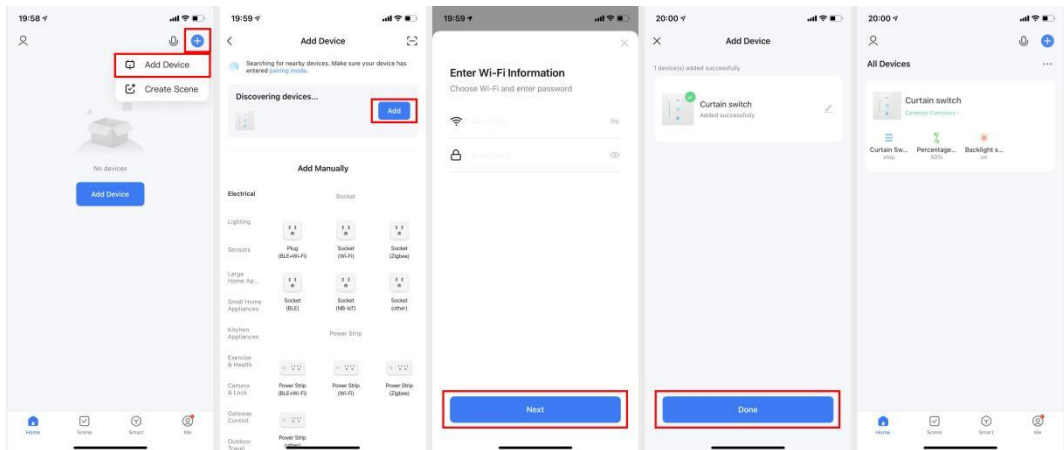 19:58
Add Device
Create Scene
No devices
Add Device
Home
Scene
Smart
Me
19:59
Add Device
Searching for nearby devices. Make sure your device has
entered pairing mode.
Discovering devices...
Add
Add Manually
Electrical
Socket
Lighting
Sensors
Plug
(BLE+Wi-Fi)
Socket
(Wi-Fi)
Socket
(Zigbee)
Large
Home Ap...
Small Home
Appliances
Socket
(BLE)
Socket
(NB-IoT)
Socket
(other)
Kitchen
Appliances
Power Strip
Exercise
& Health
Camera
& Lock
Power Strip
(BLE+Wi-Fi)
Power Strip
(Wi-Fi)
Power Strip
(Zigbee)
Gateway
Control
Outdoor
Travel
Power Strip
(other)
19:59
Enter Wi-Fi Information
Choose Wi-Fi and enter password
Next
20:00
Add Device
1 device(s) added successfully
Curtain switch
Added successfully
Done
20:00
All Devices
Curtain switch
Common Functions
Curtain Sw...
stop
Percentage...
50%
Backlight s...
on
Home
Scene
Smart
Me